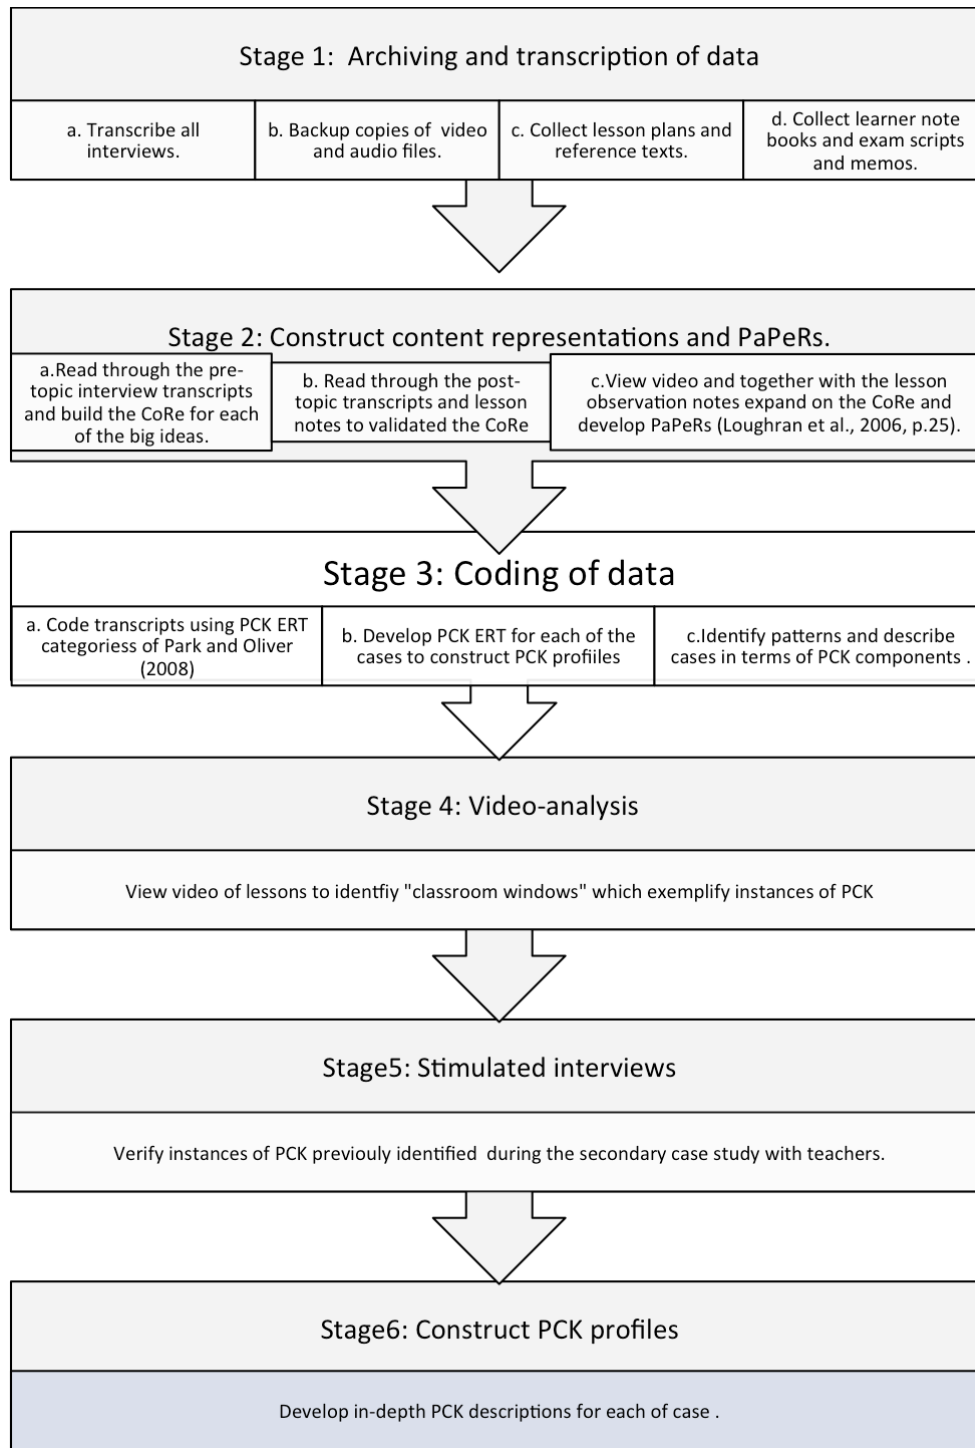 Stage 1:  Archiving and transcription of data
a. Transcribe all
interviews.
b. Backup copies of  video
and audio files.
c. Collect lesson plans and
reference texts.
d. Collect learner note
books and exam scripts
and memos.
Stage 2: Construct content representations and PaPeRs.
a.Read through the pre-
topic interview transcripts
and build the CoRe for each
of the big ideas.
b. Read through the post-
topic transcripts and lesson
notes to validated the CoRe
c.View video and together with the lesson
observation notes expand on the CoRe and
develop PaPeRs (Loughran et al., 2006, p.25).
Stage 3: Coding of data
a. Code transcripts using PCK ERT
categoriess of Park and Oliver
(2008)
b. Develop PCK ERT for each of the
cases to construct PCK profiiles
c.Identify patterns and describe
cases in terms of PCK components .
Stage 4: Video-analysis
View video of lessons to identifiy "classroom windows" which exemplify instances of PCK
Stage5: Stimulated interviews
Verify instances of PCK previouly identified  during the secondary case study with teachers.
Stage6: Construct PCK profiles
Develop in-depth PCK descriptions for each of case .